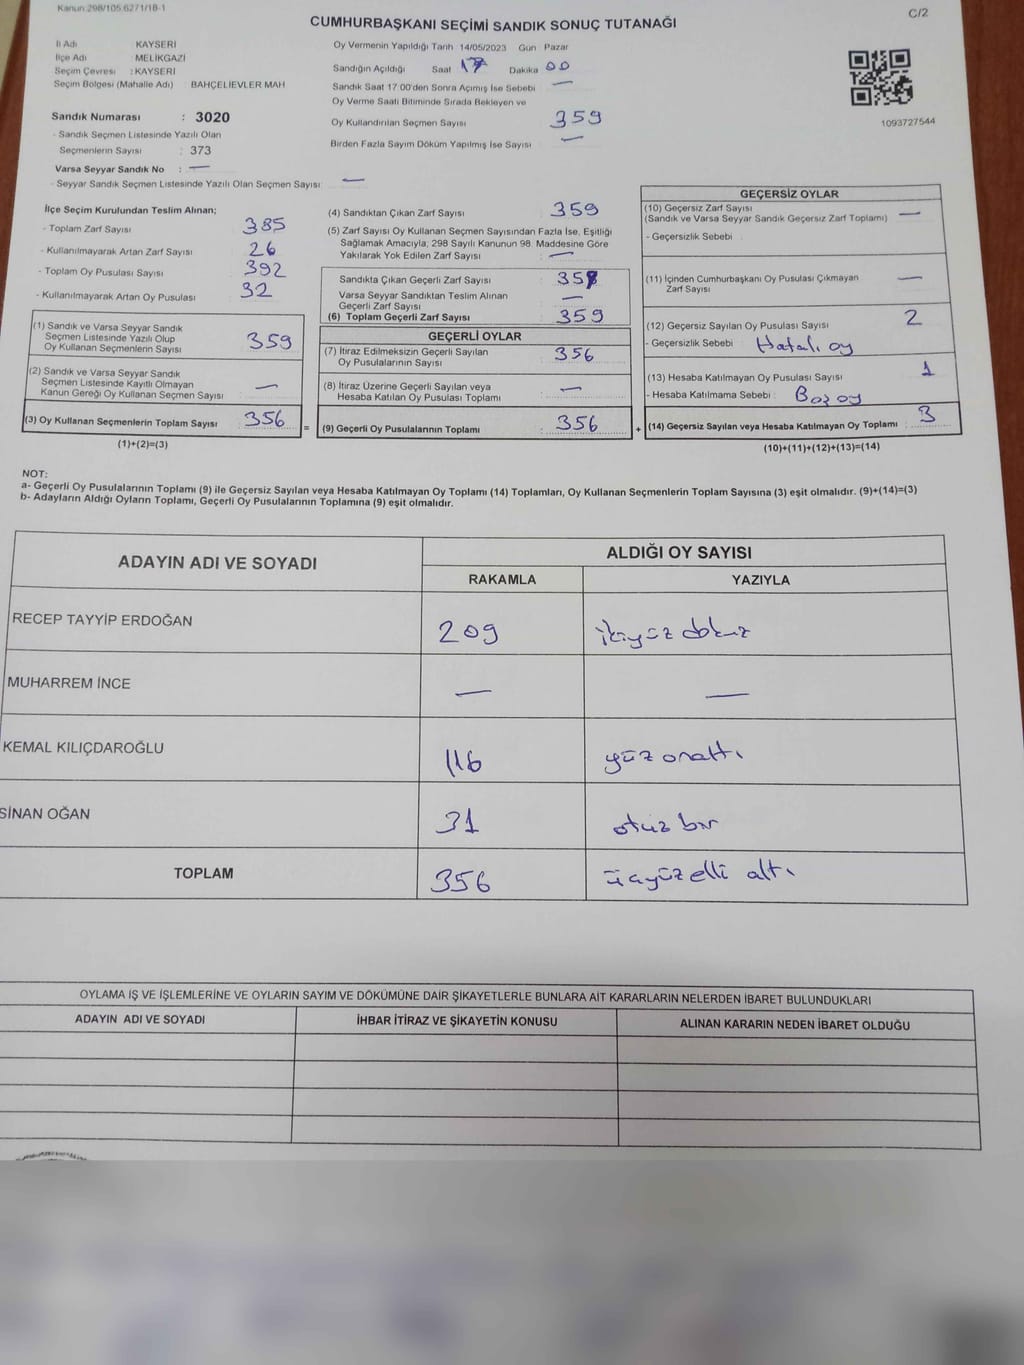 Kanun:298/105,6271/18-1
C/2
CUMHURBAŞKANI SEÇİMİ SANDIK SONUÇ TUTANAĞI
İl Adı : KAYSERİ
İlçe Adı : MELİKGAZİ
Seçim Çevresi : KAYSERİ
Seçim Bölgesi (Mahalle Adı) BAHÇELİEVLER MAH
Sandık Numarası : 3020
- Sandık Seçmen Listesinde Yazılı Olan
Seçmenlerin Sayısı : 373
Varsa Seyyar Sandık No : —
- Seyyar Sandık Seçmen Listesinde Yazılı Olan Seçmen Sayısı: —
Oy Vermenin Yapıldığı Tarih 14/05/2023 Gün Pazar
Sandığın Açıldığı Saat 17 Dakika 00
Sandık Saat 17.00'den Sonra Açılmış İse Sebebi : —
Oy Verme Saati Bitiminde Sırada Bekleyen ve
Oy Kullandırılan Seçmen Sayısı : 359
Birden Fazla Sayım Döküm Yapılmış İse Sayısı : —
1093727544
İlçe Seçim Kurulundan Teslim Alınan;
- Toplam Zarf Sayısı : 385
- Kullanılmayarak Artan Zarf Sayısı : 26
- Toplam Oy Pusulası Sayısı : 392
- Kullanılmayarak Artan Oy Pusulası : 32
(1) Sandık ve Varsa Seyyar Sandık
Seçmen Listesinde Yazılı Olup
Oy Kullanan Seçmenlerin Sayısı : 359
(2) Sandık ve Varsa Seyyar Sandık
Seçmen Listesinde Kayıtlı Olmayan
Kanun Gereği Oy Kullanan Seçmen Sayısı : —
(3) Oy Kullanan Seçmenlerin Toplam Sayısı : 356
(1)+(2)=(3)
(4) Sandıktan Çıkan Zarf Sayısı : 359
(5) Zarf Sayısı Oy Kullanan Seçmen Sayısından Fazla İse, Eşitliği
Sağlamak Amacıyla, 298 Sayılı Kanunun 98. Maddesine Göre
Yakılarak Yok Edilen Zarf Sayısı : —
Sandıkta Çıkan Geçerli Zarf Sayısı : 359
Varsa Seyyar Sandıktan Teslim Alınan
Geçerli Zarf Sayısı : —
(6) Toplam Geçerli Zarf Sayısı : 359
GEÇERLİ OYLAR
(7) İtiraz Edilmeksizin Geçerli Sayılan
Oy Pusulalarının Sayısı : 356
(8) İtiraz Üzerine Geçerli Sayılan veya
Hesaba Katılan Oy Pusulası Toplamı : —
= (9) Geçerli Oy Pusulalarının Toplamı : 356
GEÇERSİZ OYLAR
(10) Geçersiz Zarf Sayısı
(Sandık ve Varsa Seyyar Sandık Geçersiz Zarf Toplamı) : —
- Geçersizlik Sebebi :
(11) İçinden Cumhurbaşkanı Oy Pusulası Çıkmayan
Zarf Sayısı : —
(12) Geçersiz Sayılan Oy Pusulası Sayısı : 2
- Geçersizlik Sebebi : Hatalı oy
(13) Hesaba Katılmayan Oy Pusulası Sayısı : 1
- Hesaba Katılmama Sebebi : Boş oy
+ (14) Geçersiz Sayılan veya Hesaba Katılmayan Oy Toplamı : 3
(10)+(11)+(12)+(13)=(14)
NOT:
a- Geçerli Oy Pusulalarının Toplamı (9) ile Geçersiz Sayılan veya Hesaba Katılmayan Oy Toplamı (14) Toplamları, Oy Kullanan Seçmenlerin Toplam Sayısına (3) eşit olmalıdır. (9)+(14)=(3)
b- Adayların Aldığı Oyların Toplamı, Geçerli Oy Pusulalarının Toplamına (9) eşit olmalıdır.
ADAYIN ADI VE SOYADI
ALDIĞI OY SAYISI
RAKAMLA YAZIYLA
RECEP TAYYİP ERDOĞAN 209 ikiyüz dokuz
MUHARREM İNCE — —
KEMAL KILIÇDAROĞLU 116 yüz onaltı
SİNAN OĞAN 31 otuz bir
TOPLAM 356 üçyüz elli altı
OYLAMA İŞ VE İŞLEMLERİNE VE OYLARIN SAYIM VE DÖKÜMÜNE DAİR ŞİKAYETLERLE BUNLARA AİT KARARLARIN NELERDEN İBARET BULUNDUKLARI
ADAYIN ADI VE SOYADI İHBAR İTİRAZ VE ŞİKAYETİN KONUSU ALINAN KARARIN NEDEN İBARET OLDUĞU